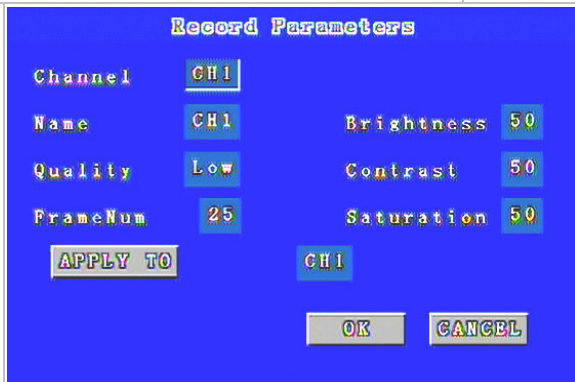 Record Parameters
Channel CH1
Name CH1 Brightness 50
Quality Low Contrast 50
FrameNum 25 Saturation 50
APPLY TO CH1
OK CANCEL